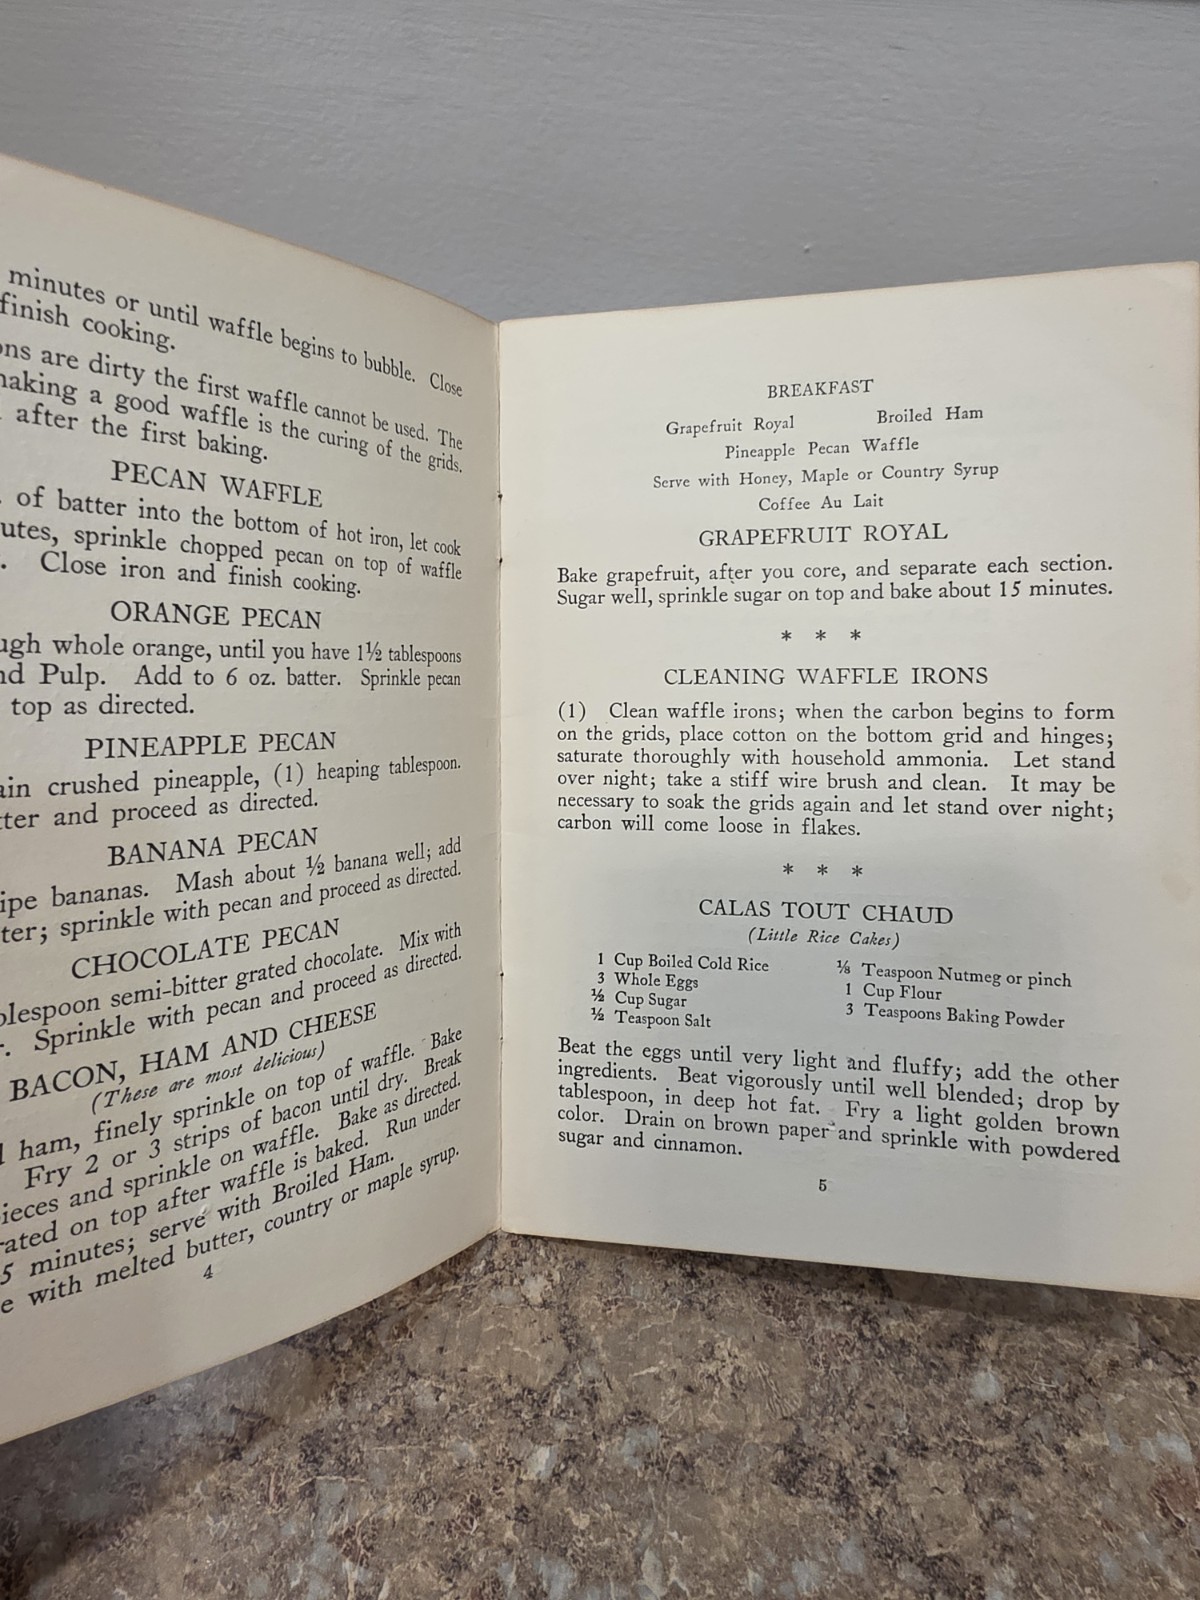 minutes or until waffle begins to bubble. Close
finish cooking.
are dirty the first waffle cannot be used. The
making a good waffle is the curing of the grids.
after the first baking.
PECAN WAFFLE
of batter into the bottom of hot iron, let cook
sprinkle chopped pecan on top of waffle
. Close iron and finish cooking.
ORANGE PECAN
whole orange, until you have 1½ tablespoons
Pulp. Add to 6 oz. batter. Sprinkle pecan
top as directed.
PINEAPPLE PECAN
crushed pineapple, (1) heaping tablespoon.
and proceed as directed.
BANANA PECAN
bananas. Mash about ½ banana well; add
sprinkle with pecan and proceed as directed.
CHOCOLATE PECAN
semi-bitter grated chocolate. Mix with
Sprinkle with pecan and proceed as directed.
BACON, HAM AND CHEESE
(These are most delicious)
ham, finely sprinkle on top of waffle. Bake
Fry 2 or 3 strips of bacon until dry. Break
and sprinkle on waffle. Bake as directed.
on top after waffle is baked. Run under
5 minutes; serve with Broiled Ham.
with melted butter, country or maple syrup.
4
BREAKFAST
Grapefruit Royal Broiled Ham
Pineapple Pecan Waffle
Serve with Honey, Maple or Country Syrup
Coffee Au Lait
GRAPEFRUIT ROYAL
Bake grapefruit, after you core, and separate each section.
Sugar well, sprinkle sugar on top and bake about 15 minutes.
* * *
CLEANING WAFFLE IRONS
(1) Clean waffle irons; when the carbon begins to form
on the grids, place cotton on the bottom grid and hinges;
saturate thoroughly with household ammonia. Let stand
over night; take a stiff wire brush and clean. It may be
necessary to soak the grids again and let stand over night;
carbon will come loose in flakes.
* * *
CALAS TOUT CHAUD
(Little Rice Cakes)
1 Cup Boiled Cold Rice
3 Whole Eggs
½ Cup Sugar
½ Teaspoon Salt
⅛ Teaspoon Nutmeg or pinch
1 Cup Flour
3 Teaspoons Baking Powder
Beat the eggs until very light and fluffy; add the other
ingredients. Beat vigorously until well blended; drop by
tablespoon, in deep hot fat. Fry a light golden brown
color. Drain on brown paper and sprinkle with powdered
sugar and cinnamon.
5